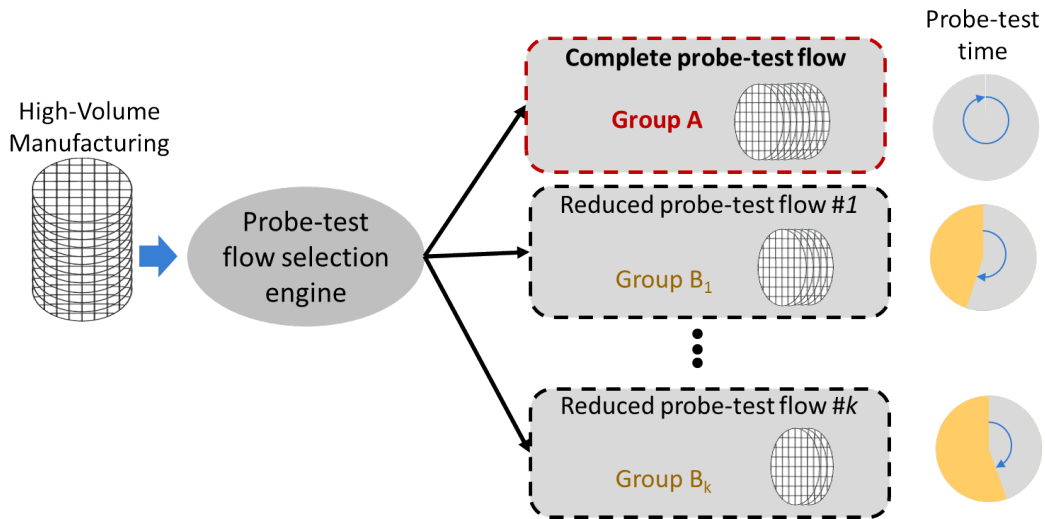 High-Volume
Manufacturing
Probe-test
flow selection
engine
Complete probe-test flow
Group A
Reduced probe-test flow #1
Group B₁
Reduced probe-test flow #k
Group Bₖ
Probe-test
time